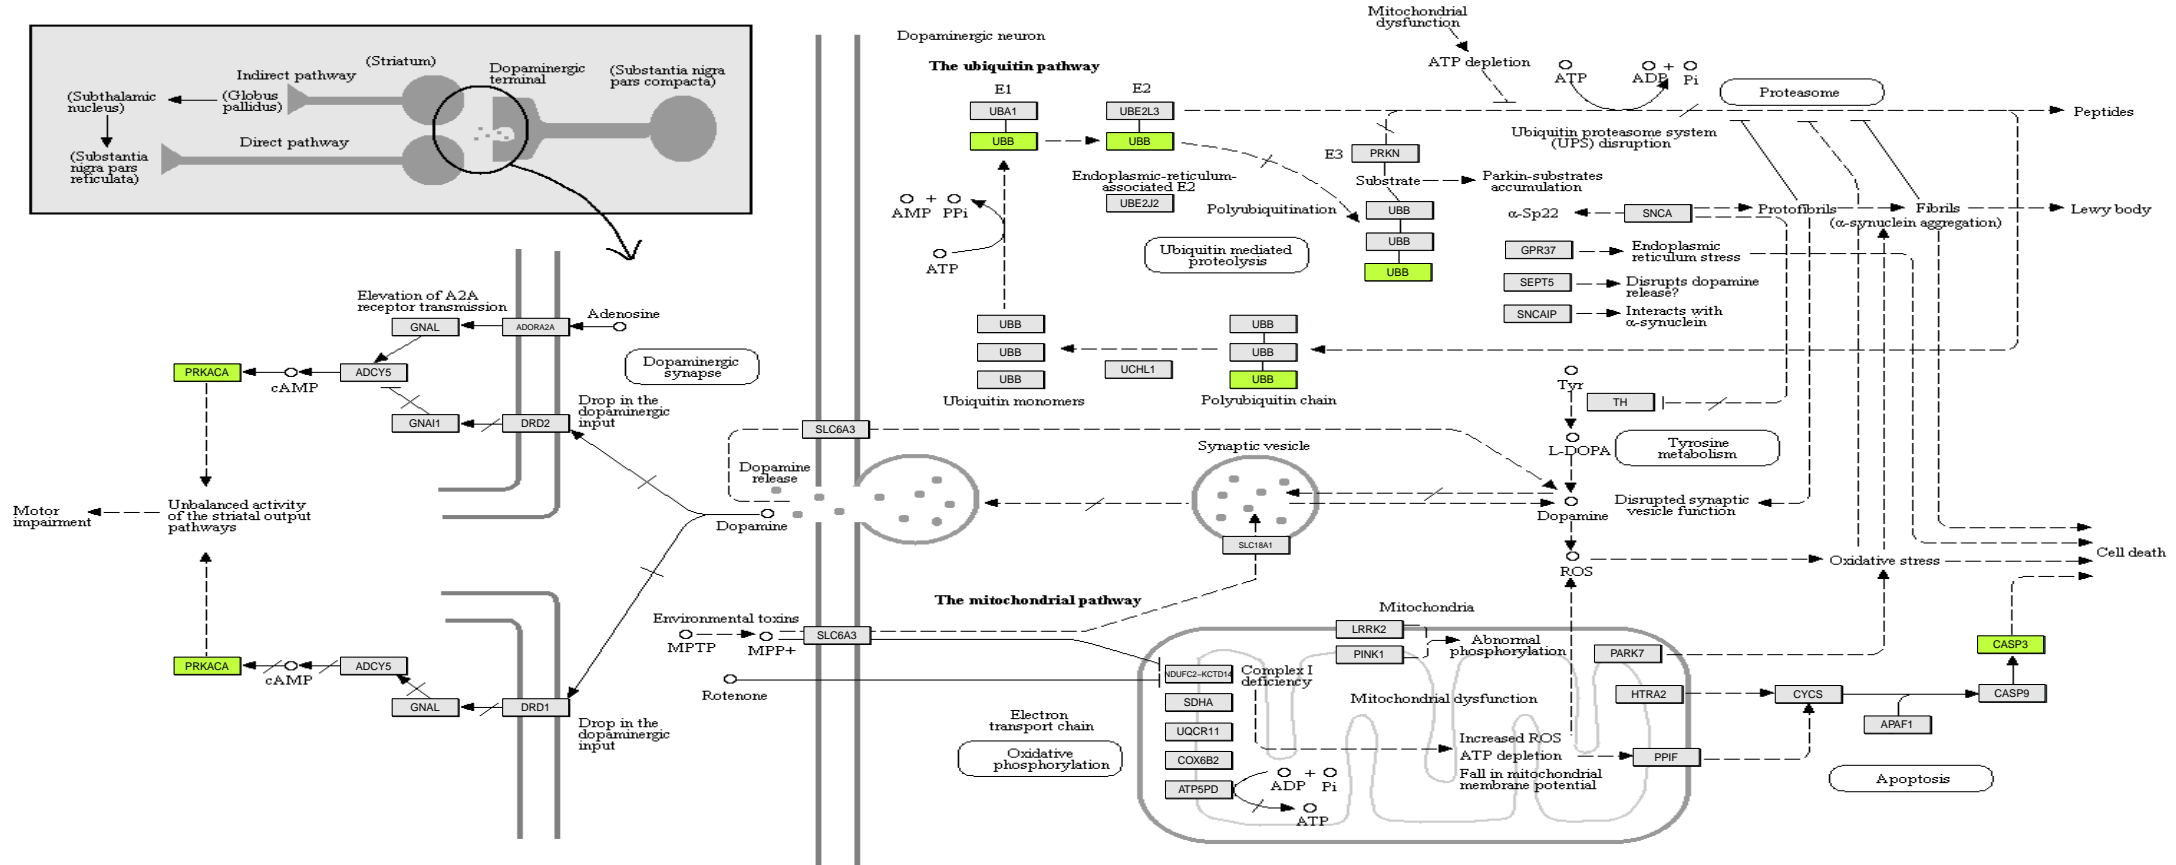 Indirect pathway
(Striatum)
Dopaminergic
terminal
(Substantia nigra
pars compacta)
(Subthalamic
nucleus)
(Globus
pallidus)
Direct pathway
(Substantia
nigra pars
reticulata)
Elevation of A2A
receptor transmission
Adenosine
GNAL
ADORA2A
PRKACA
cAMP
ADCY5
Dopaminergic
synapse
GNAI1
DRD2
Drop in the
dopaminergic
input
Motor
impairment
Unbalanced activity
of the striatal output
pathways
Dopamine
PRKACA
cAMP
ADCY5
GNAL
DRD1
Drop in the
dopaminergic
input
SLC6A3
Dopamine
release
Environmental toxins
MPTP
MPP+
SLC6A3
Rotenone
Dopaminergic neuron
The ubiquitin pathway
E1
E2
UBA1
UBB
UBE2L3
UBB
Endoplasmic-reticulum-
associated E2
UBE2J2
AMP + PPi
ATP
Polyubiquitination
Ubiquitin mediated
proteolysis
UBB
UBB
UBB
Ubiquitin monomers
UCHL1
UBB
UBB
UBB
Polyubiquitin chain
Mitochondrial
dysfunction
ATP depletion
ATP
ADP + Pi
Proteasome
Peptides
Ubiquitin proteasome system
(UPS) disruption
E3
PRKN
Substrate
Parkin-substrates
accumulation
UBB
UBB
UBB
α-Sp22
SNCA
Protofibrils
Fibrils
(α-synuclein aggregation)
Lewy body
GPR37
Endoplasmic
reticulum stress
SEPT5
Disrupts dopamine
release?
SNCAIP
Interacts with
α-synuclein
Tyr
TH
L-DOPA
Tyrosine
metabolism
Synaptic vesicle
SLC18A1
Dopamine
Disrupted synaptic
vesicle function
ROS
Oxidative stress
Cell death
The mitochondrial pathway
Mitochondria
LRRK2
PINK1
Abnormal
phosphorylation
PARK7
CASP3
NDUFC2-KCTD14
Complex I
deficiency
SDHA
UQCR11
COX6B2
ATP5PD
Mitochondrial dysfunction
HTRA2
CYCS
CASP9
APAF1
Electron
transport chain
Oxidative
phosphorylation
Increased ROS
ATP depletion
Fall in mitochondrial
membrane potential
PPIF
ADP + Pi
ATP
Apoptosis